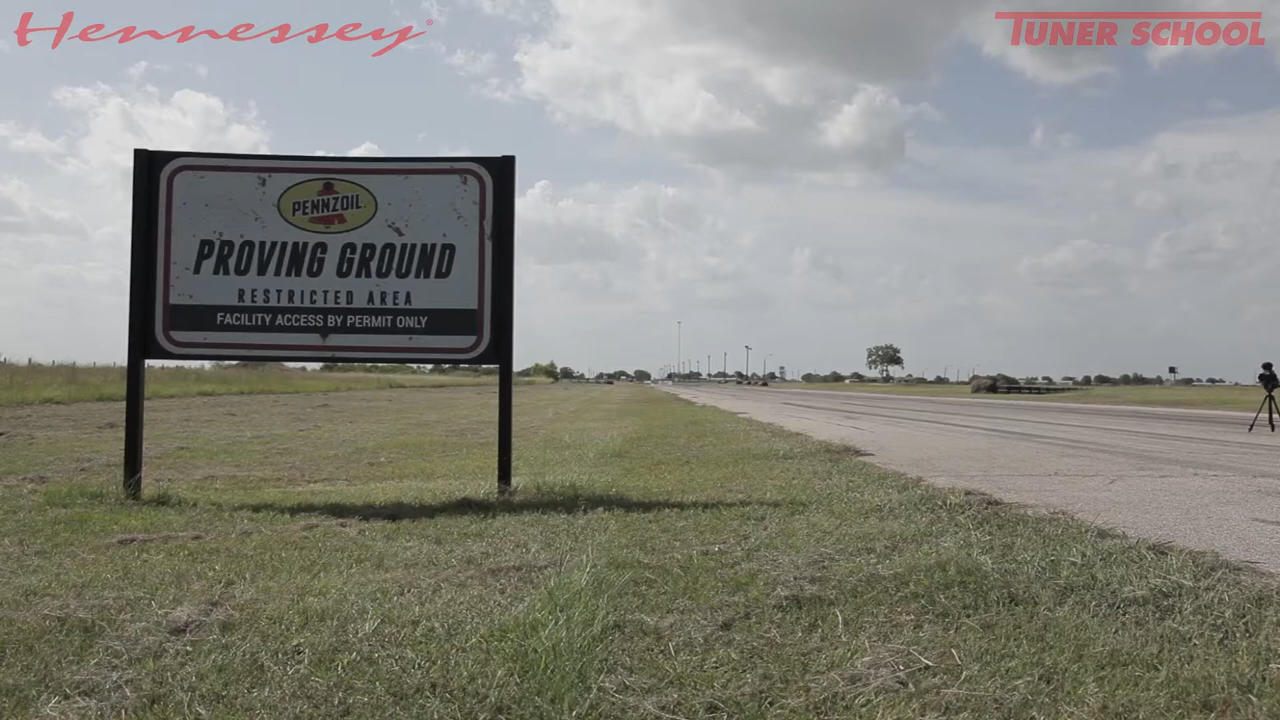 Hennessey®
TUNER SCHOOL
PENNZOIL
PROVING GROUND
RESTRICTED AREA
FACILITY ACCESS BY PERMIT ONLY